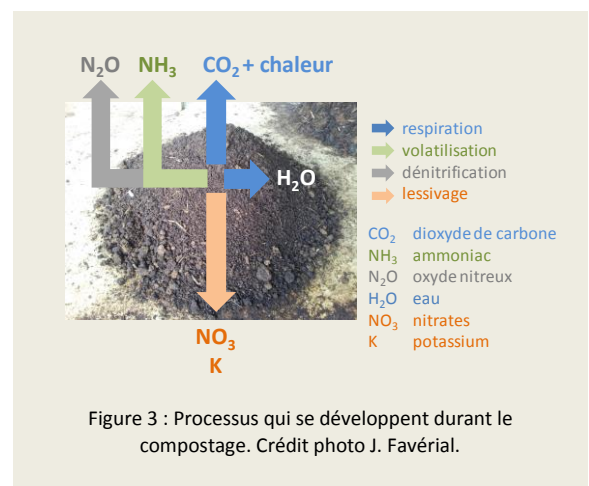 N₂O NH₃ CO₂ + chaleur
H₂O
NO₃
K
respiration
volatilisation
dénitrification
lessivage
CO₂ dioxyde de carbone
NH₃ ammoniac
N₂O oxyde nitreux
H₂O eau
NO₃ nitrates
K potassium
Figure 3 : Processus qui se développent durant le
compostage. Crédit photo J. Favérial.